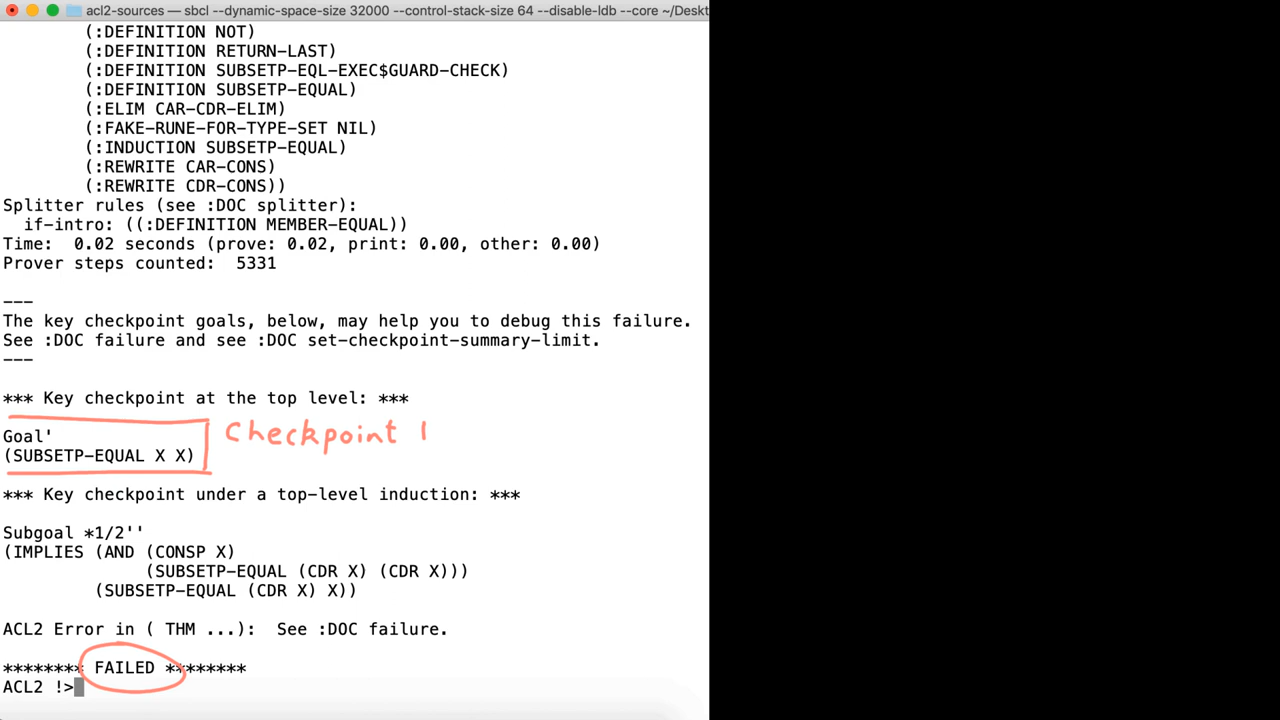 acl2-sources — sbcl --dynamic-space-size 32000 --control-stack-size 64 --disable-ldb --core ~/Deskt
(:DEFINITION NOT)
(:DEFINITION RETURN-LAST)
(:DEFINITION SUBSETP-EQL-EXEC$GUARD-CHECK)
(:DEFINITION SUBSETP-EQUAL)
(:ELIM CAR-CDR-ELIM)
(:FAKE-RUNE-FOR-TYPE-SET NIL)
(:INDUCTION SUBSETP-EQUAL)
(:REWRITE CAR-CONS)
(:REWRITE CDR-CONS))
Splitter rules (see :DOC splitter):
if-intro: ((:DEFINITION MEMBER-EQUAL))
Time:  0.02 seconds (prove: 0.02, print: 0.00, other: 0.00)
Prover steps counted:  5331
---
The key checkpoint goals, below, may help you to debug this failure.
See :DOC failure and see :DOC set-checkpoint-summary-limit.
---
*** Key checkpoint at the top level: ***
Goal'
(SUBSETP-EQUAL X X)
Checkpoint 1
*** Key checkpoint under a top-level induction: ***
Subgoal *1/2''
(IMPLIES (AND (CONSP X)
(SUBSETP-EQUAL (CDR X) (CDR X)))
(SUBSETP-EQUAL (CDR X) X))
ACL2 Error in ( THM ...):  See :DOC failure.
******** FAILED ********
ACL2 !>